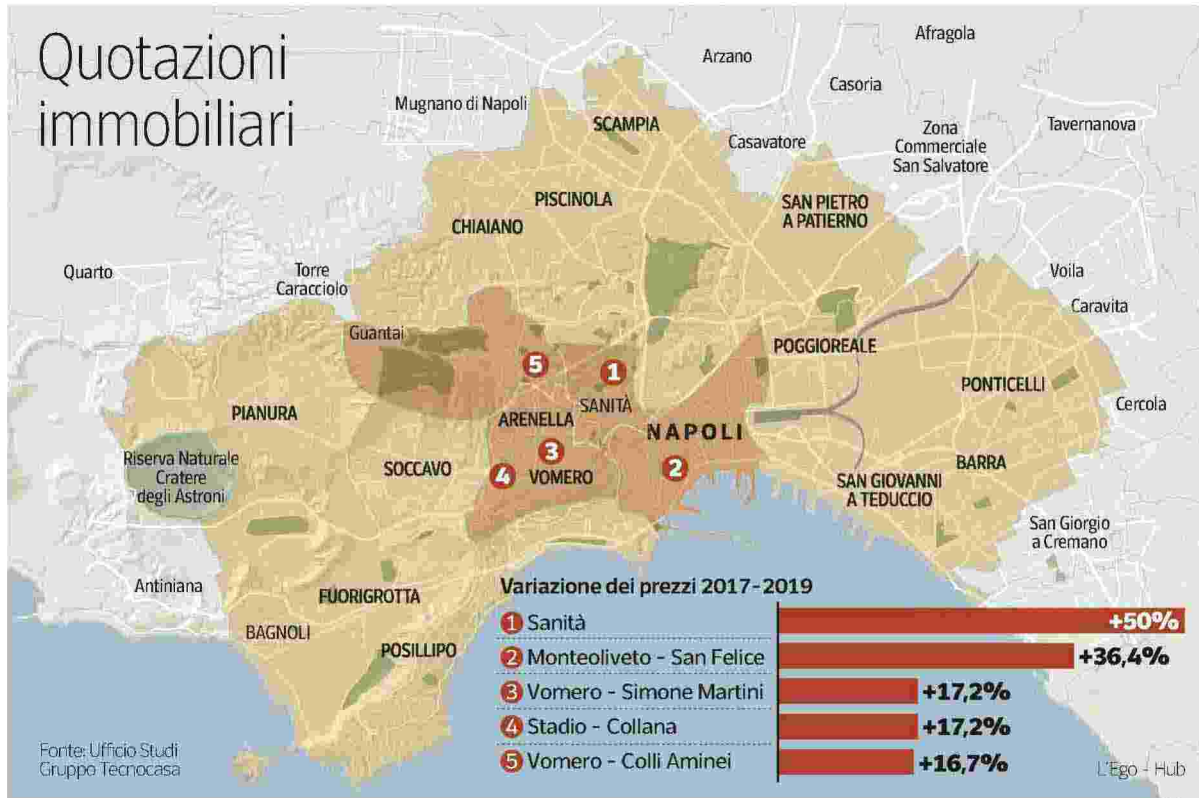 Quotazioni
immobiliari
Afragola
Arzano
Casoria
Mugnano di Napoli
SCAMPIA
Casavatore
Zona
Commerciale
San Salvatore
Tavernanova
PISCINOLA
SAN PIETRO
A PATIERNO
CHIAIANO
Quarto
Torre
Caracciolo
Voila
Caravita
Guantai
POGGIOREALE
5
1
PONTICELLI
PIANURA
ARENELLA
SANITÀ
Cercola
NAPOLI
Riserva Naturale
Cratere
degli Astroni
SOCCAVO
3
4
VOMERO
2
BARRA
SAN GIOVANNI
A TEDUCCIO
San Giorgio
a Cremano
Antiniana
FUORIGROTTA
BAGNOLI
POSILLIPO
Variazione dei prezzi 2017-2019
1 Sanità +50%
2 Monteoliveto - San Felice +36,4%
3 Vomero - Simone Martini +17,2%
4 Stadio - Collana +17,2%
5 Vomero - Colli Aminei +16,7%
Fonte: Ufficio Studi
Gruppo Tecnocasa
L'Ego - Hub